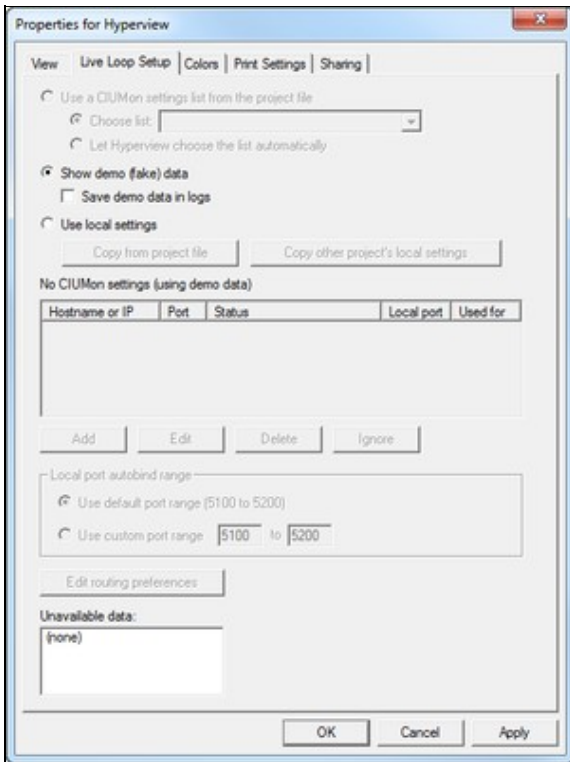 Properties for Hyperview
View Live Loop Setup Colors Print Settings Sharing
Use a CIUMon settings list from the project file
Choose list:
Let Hyperview choose the list automatically
Show demo (fake) data
Save demo data in logs
Use local settings
Copy from project file Copy other project's local settings
No CIUMon settings (using demo data)
Hostname or IP Port Status Local port Used for
Add Edit Delete Ignore
Local port autobind range
Use default port range (5100 to 5200)
Use custom port range 5100 to 5200
Edit routing preferences
Unavailable data:
(none)
OK Cancel Apply